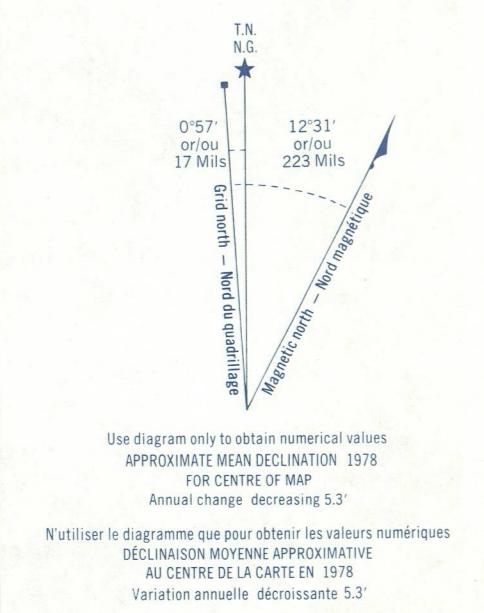 T.N.
N.G.
0°57′
or/ou
17 Mils
12°31′
or/ou
223 Mils
Grid north – Nord du quadrillage
Magnetic north – Nord magnétique
Use diagram only to obtain numerical values
APPROXIMATE MEAN DECLINATION 1978
FOR CENTRE OF MAP
Annual change decreasing 5.3′
N'utiliser le diagramme que pour obtenir les valeurs numériques
DÉCLINAISON MOYENNE APPROXIMATIVE
AU CENTRE DE LA CARTE EN 1978
Variation annuelle décroissante 5.3′